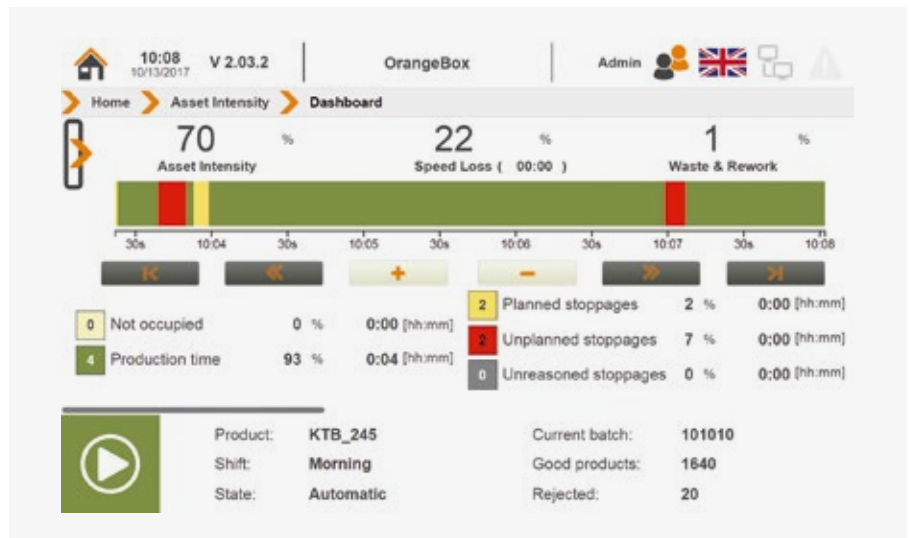 10:08
10/13/2017
V 2.03.2
OrangeBox
Admin
Home
Asset Intensity
Dashboard
70 %
Asset Intensity
22 %
Speed Loss ( 00:00 )
1 %
Waste & Rework
30s 10:04 30s 10:05 30s 10:06 30s 10:07 30s 10:08
+
−
0 Not occupied 0 % 0:00 [hh:mm]
4 Production time 93 % 0:04 [hh:mm]
2 Planned stoppages 2 % 0:00 [hh:mm]
2 Unplanned stoppages 7 % 0:00 [hh:mm]
0 Unreasoned stoppages 0 % 0:00 [hh:mm]
Product: KTB_245
Shift: Morning
State: Automatic
Current batch: 101010
Good products: 1640
Rejected: 20